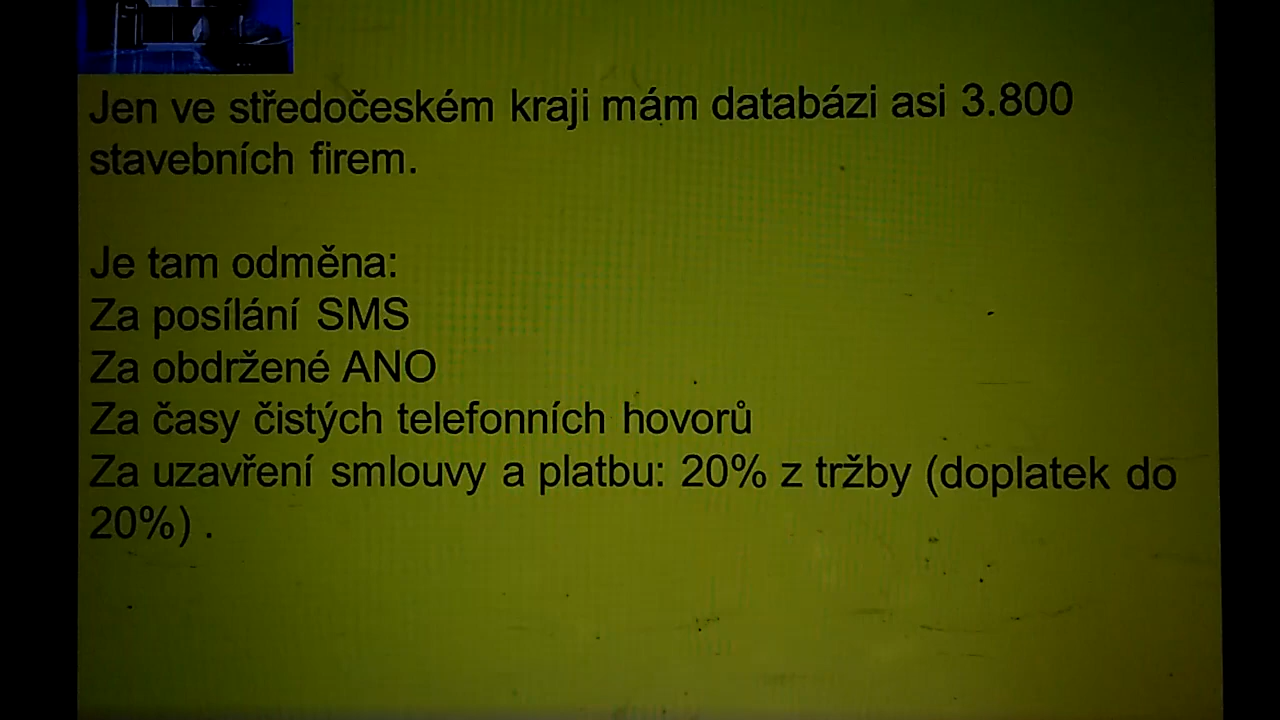 Jen ve středočeském kraji mám databázi asi 3.800
stavebních firem.
Je tam odměna:
Za posílání SMS
Za obdržené ANO
Za časy čistých telefonních hovorů
Za uzavření smlouvy a platbu: 20% z tržby (doplatek do
20%) .